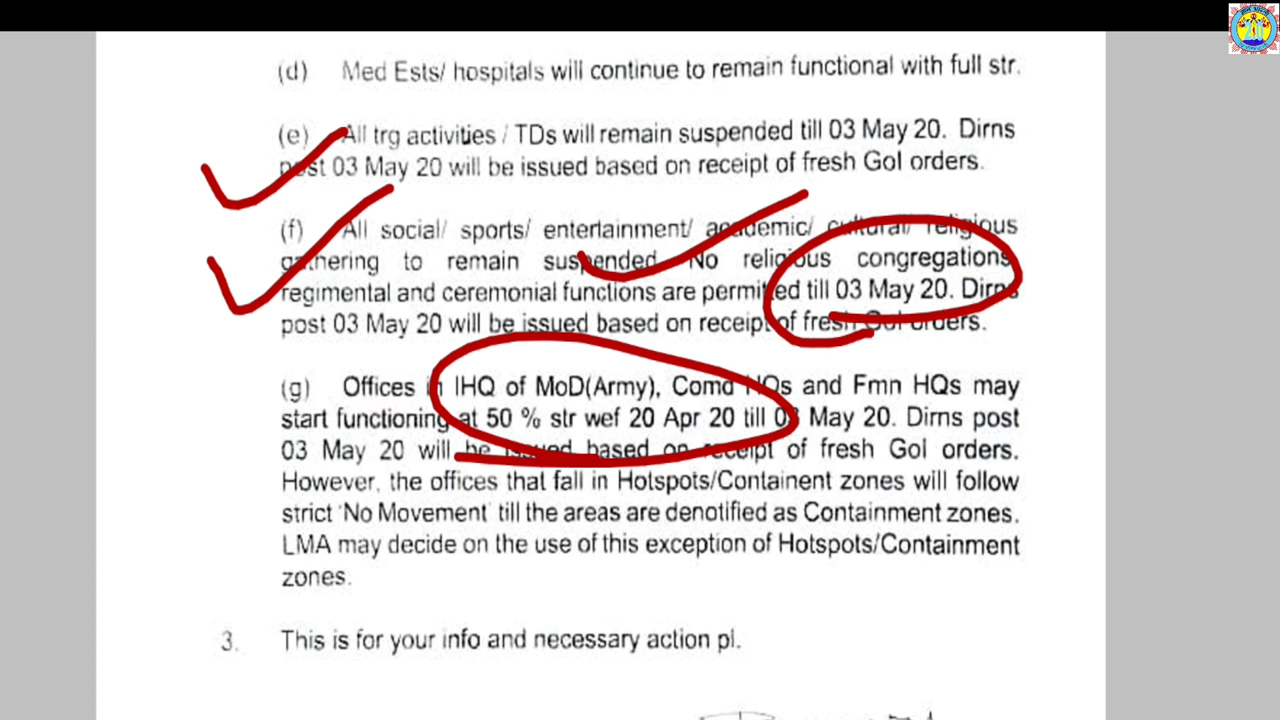 (d) Med Ests/ hospitals will continue to remain functional with full str.
(e) All trg activities / TDs will remain suspended till 03 May 20. Dirns
post 03 May 20 will be issued based on receipt of fresh GoI orders.
(f) All social/ sports/ entertainment/ academic/ cultural/ religious
gathering to remain suspended. No religious congregations
regimental and ceremonial functions are permitted till 03 May 20. Dirns
post 03 May 20 will be issued based on receipt of fresh GoI orders.
(g) Offices in IHQ of MoD(Army), Comd HQs and Fmn HQs may
start functioning at 50 % str wef 20 Apr 20 till 03 May 20. Dirns post
03 May 20 will be issued based on receipt of fresh GoI orders.
However, the offices that fall in Hotspots/Containent zones will follow
strict 'No Movement' till the areas are denotified as Containment zones.
LMA may decide on the use of this exception of Hotspots/Containment
zones.
3. This is for your info and necessary action pl.